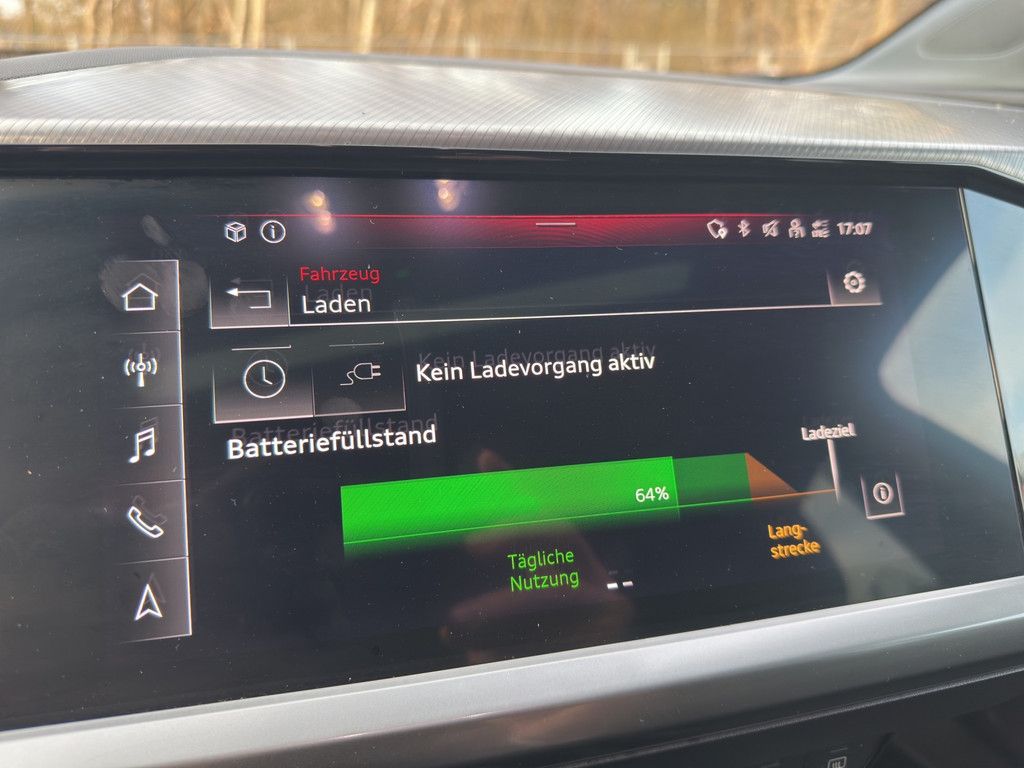 17:07
Fahrzeug
Laden
Kein Ladevorgang aktiv
Batteriefüllstand
Ladeziel
64%
Lang-
strecke
Tägliche
Nutzung
--